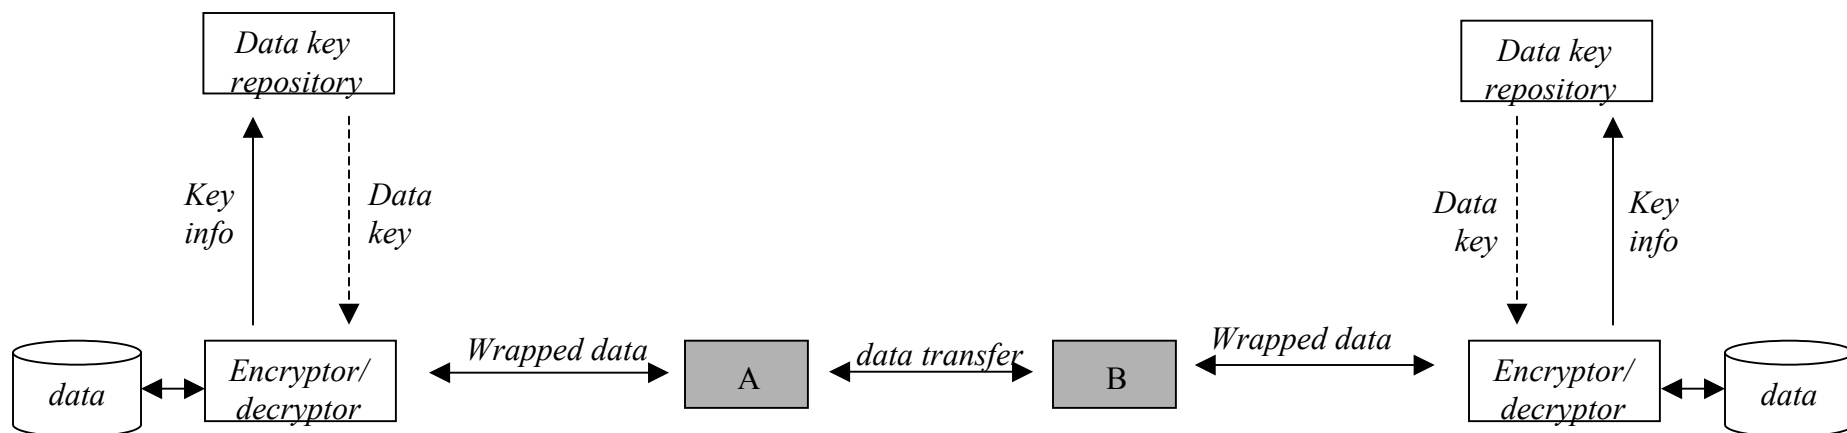 Data key
repository
Data key
repository
Key
info
Data
key
Data
key
Key
info
data
Encryptor/
decryptor
Wrapped data
A
data transfer
B
Wrapped data
Encryptor/
decryptor
data